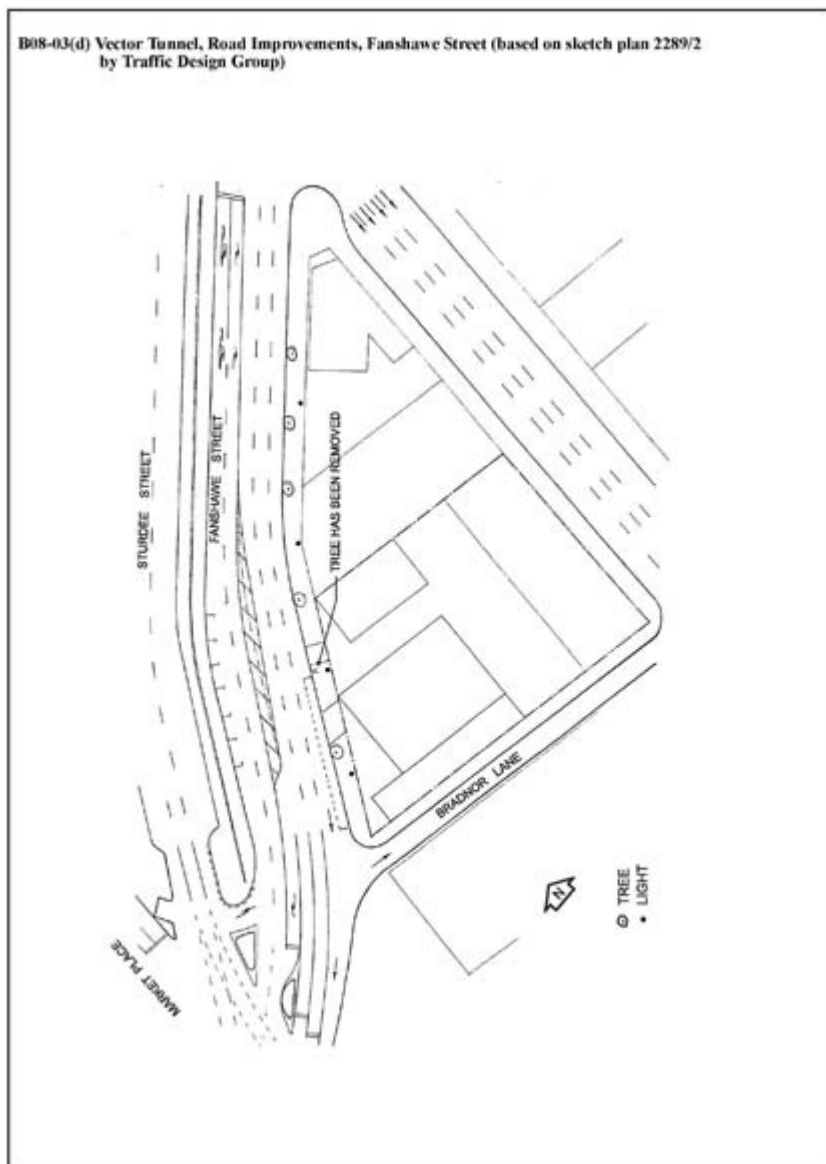 B08-03(d) Vector Tunnel, Road Improvements, Fanshawe Street (based on sketch plan 2289/2
by Traffic Design Group)
STURDEE STREET
FANSHAWE STREET
TREE HAS BEEN REMOVED
BRADNOR LANE
MARKET PLACE
N
TREE
LIGHT